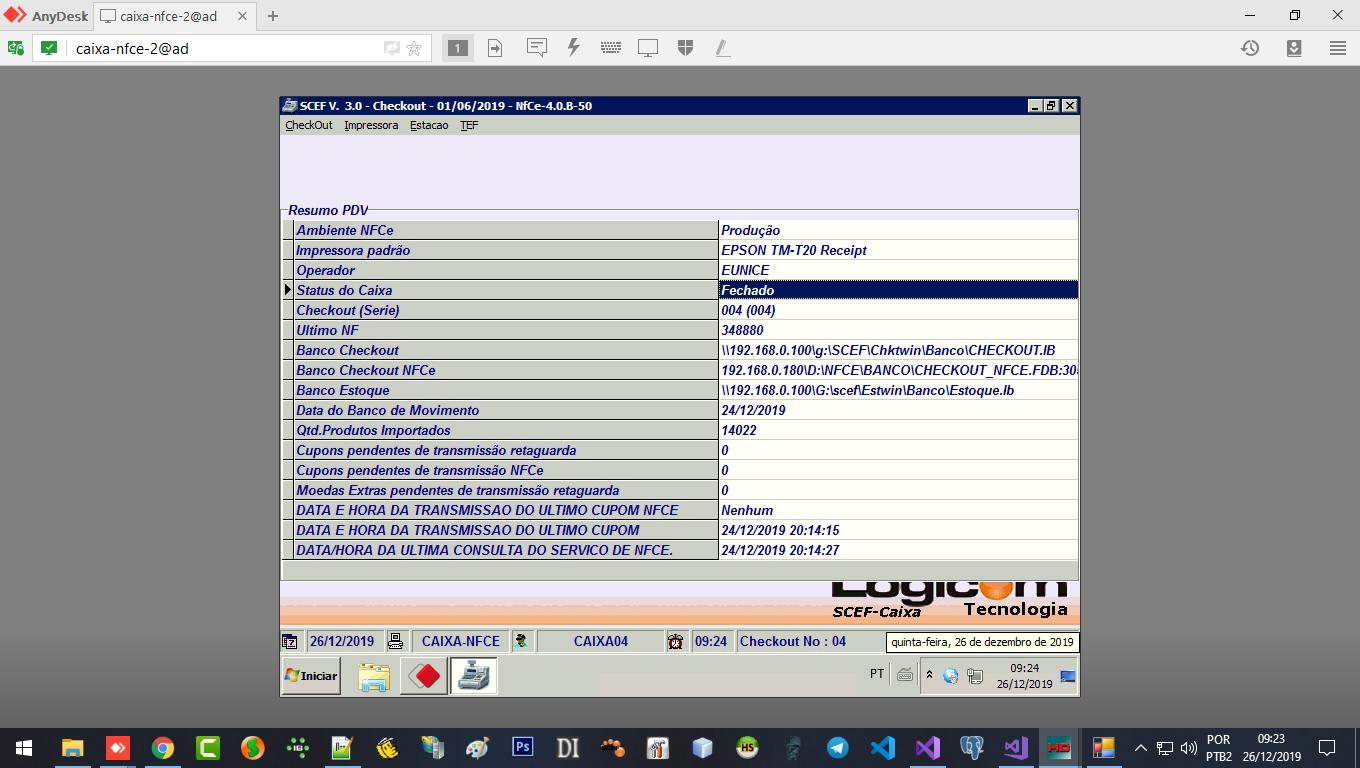 AnyDesk caixa-nfce-2@ad
caixa-nfce-2@ad 1
SCEF V. 3.0 - Checkout - 01/06/2019 - NfCe-4.0.B-50
CheckOut Impressora Estacao TEF
Resumo PDV
Ambiente NFCe Produção
Impressora padrão EPSON TM-T20 Receipt
Operador EUNICE
Status do Caixa Fechado
Checkout (Serie) 004 (004)
Ultimo NF 348880
Banco Checkout \\192.168.0.100\g:\SCEF\Chktwin\Banco\CHECKOUT.IB
Banco Checkout NFCe 192.168.0.180\D:\NFCE\BANCO\CHECKOUT_NFCE.FDB:30
Banco Estoque \\192.168.0.100\G:\scef\Estwin\Banco\Estoque.Ib
Data do Banco de Movimento 24/12/2019
Qtd.Produtos Importados 14022
Cupons pendentes de transmissão retaguarda 0
Cupons pendentes de transmissão NFCe 0
Moedas Extras pendentes de transmissão retaguarda 0
DATA E HORA DA TRANSMISSAO DO ULTIMO CUPOM NFCE Nenhum
DATA E HORA DA TRANSMISSAO DO ULTIMO CUPOM 24/12/2019 20:14:15
DATA/HORA DA ULTIMA CONSULTA DO SERVICO DE NFCE. 24/12/2019 20:14:27
Logicom
SCEF-Caixa Tecnologia
26/12/2019 CAIXA-NFCE CAIXA04 09:24 Checkout No : 04 quinta-feira, 26 de dezembro de 2019
Iniciar PT 09:24
26/12/2019
Ps DI HS HD POR 09:23
PTB2 26/12/2019